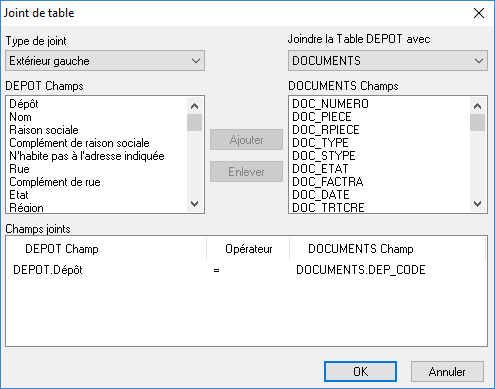 Joint de table
Type de joint
Joindre la Table DEPOT avec
Extérieur gauche
DOCUMENTS
DEPOT Champs
DOCUMENTS Champs
Dépôt
Nom
Raison sociale
Complément de raison sociale
N'habite pas à l'adresse indiquée
Rue
Complément de rue
Etat
Région
Ajouter
Enlever
DOC_NUMERO
DOC_PIECE
DOC_RPIECE
DOC_TYPE
DOC_STYPE
DOC_ETAT
DOC_FACTRA
DOC_DATE
DOC_TRTCRE
Champs joints
DEPOT Champ Opérateur DOCUMENTS Champ
DEPOT.Dépôt = DOCUMENTS.DEP_CODE
OK Annuler